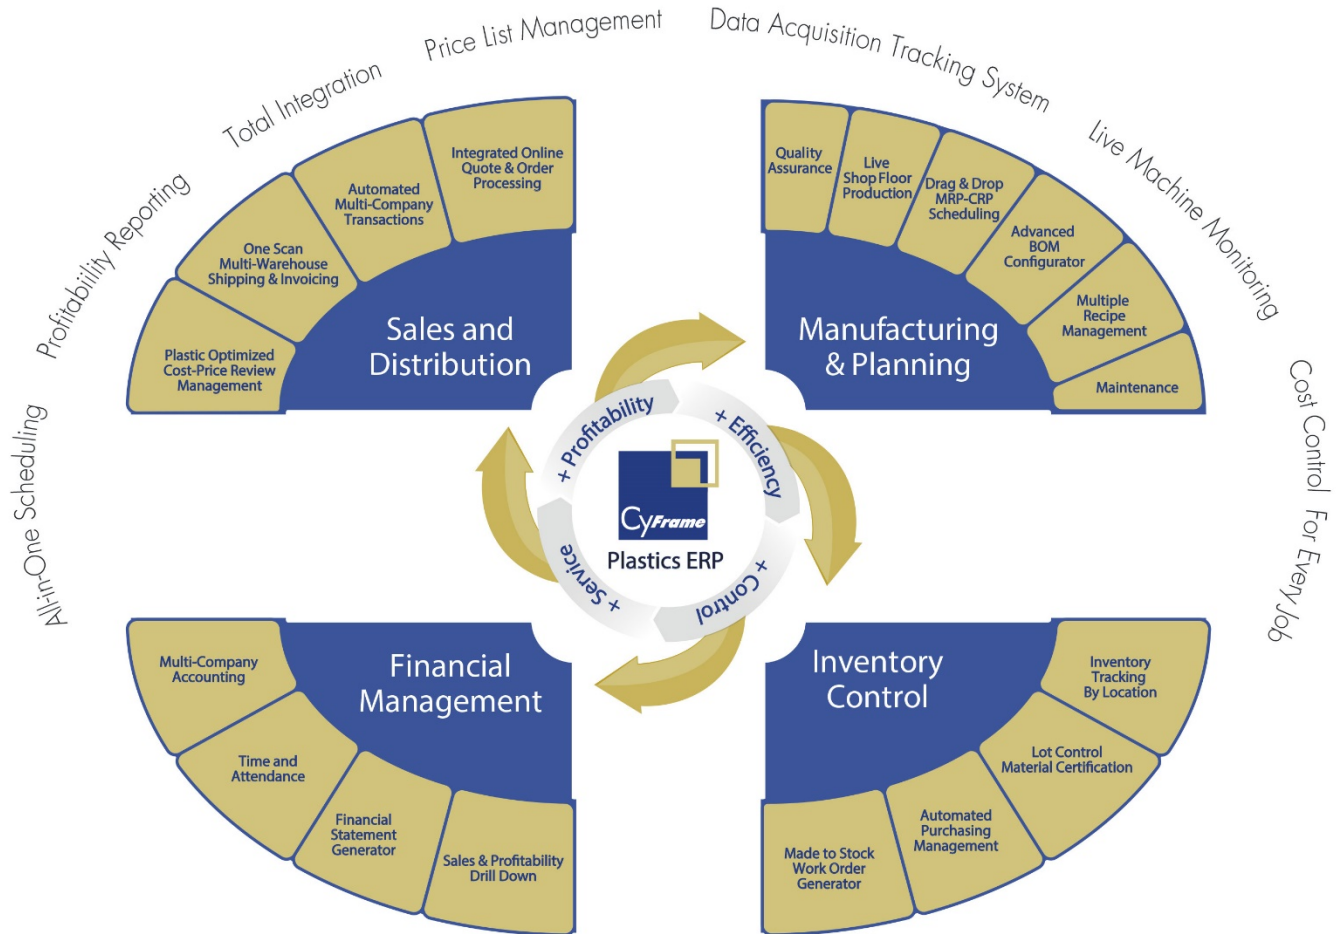 Price List Management
Data Acquisition Tracking System
Total Integration
Live Machine Monitoring
Profitability Reporting
Cost Control For Every Job
All-in-One Scheduling
Integrated Online
Quote & Order
Processing
Automated
Multi-Company
Transactions
One Scan
Multi-Warehouse
Shipping & Invoicing
Plastic Optimized
Cost-Price Review
Management
Sales and
Distribution
Quality
Assurance
Live
Shop Floor
Production
Drag & Drop
MRP-CRP
Scheduling
Advanced
BOM
Configurator
Multiple
Recipe
Management
Maintenance
Manufacturing
& Planning
+ Profitability
+ Efficiency
+ Control
+ Service
CyFrame
Plastics ERP
Financial
Management
Multi-Company
Accounting
Time and
Attendance
Financial
Statement
Generator
Sales & Profitability
Drill Down
Inventory
Control
Inventory
Tracking
By Location
Lot Control
Material Certification
Automated
Purchasing
Management
Made to Stock
Work Order
Generator